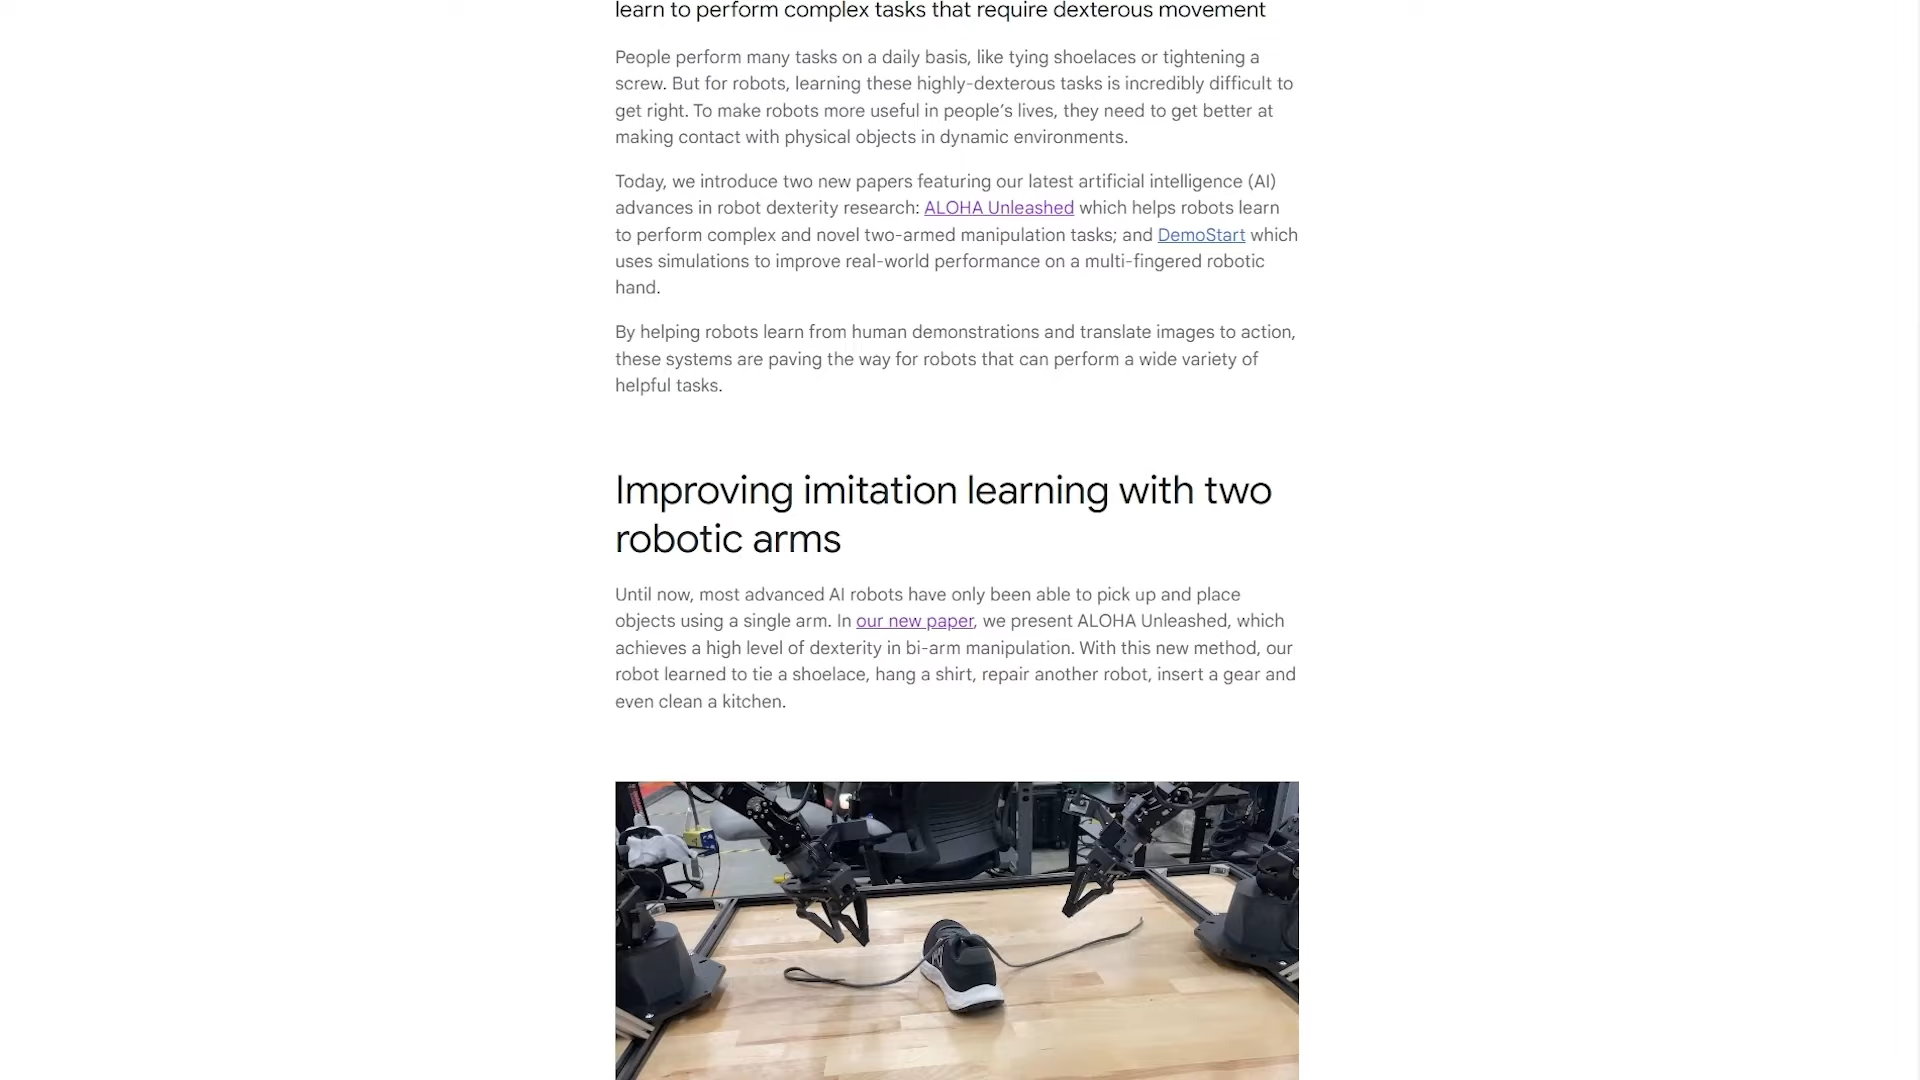 learn to perform complex tasks that require dexterous movement
People perform many tasks on a daily basis, like tying shoelaces or tightening a
screw. But for robots, learning these highly-dexterous tasks is incredibly difficult to
get right. To make robots more useful in people’s lives, they need to get better at
making contact with physical objects in dynamic environments.
Today, we introduce two new papers featuring our latest artificial intelligence (AI)
advances in robot dexterity research: ALOHA Unleashed which helps robots learn
to perform complex and novel two-armed manipulation tasks; and DemoStart which
uses simulations to improve real-world performance on a multi-fingered robotic
hand.
By helping robots learn from human demonstrations and translate images to action,
these systems are paving the way for robots that can perform a wide variety of
helpful tasks.
Improving imitation learning with two
robotic arms
Until now, most advanced AI robots have only been able to pick up and place
objects using a single arm. In our new paper, we present ALOHA Unleashed, which
achieves a high level of dexterity in bi-arm manipulation. With this new method, our
robot learned to tie a shoelace, hang a shirt, repair another robot, insert a gear and
even clean a kitchen.